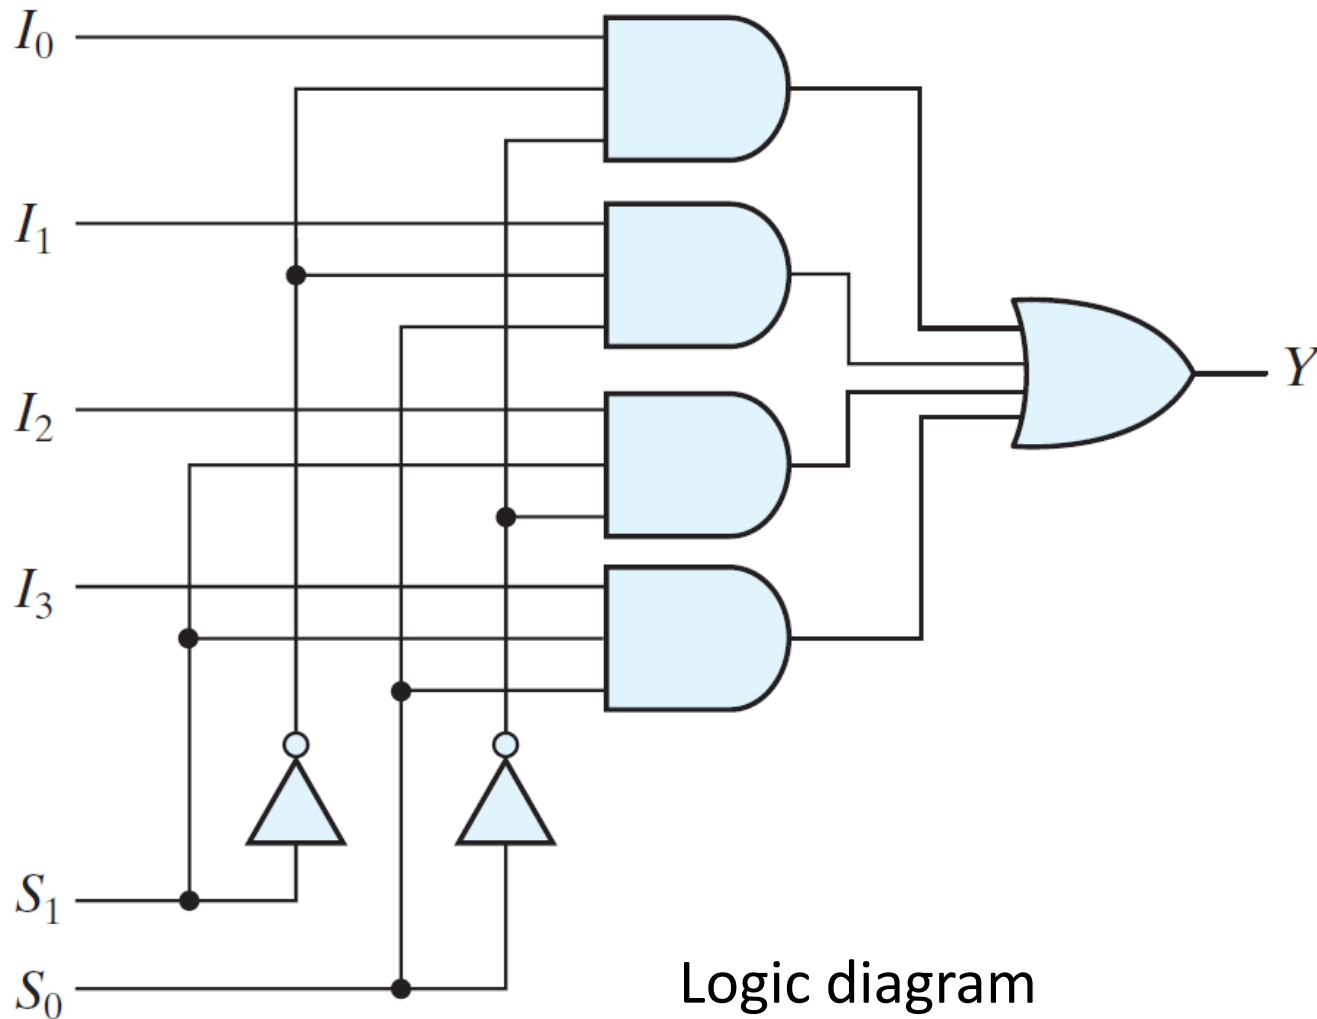 I₀
I₁
Y
I₂
I₃
S₁
S₀
Logic diagram